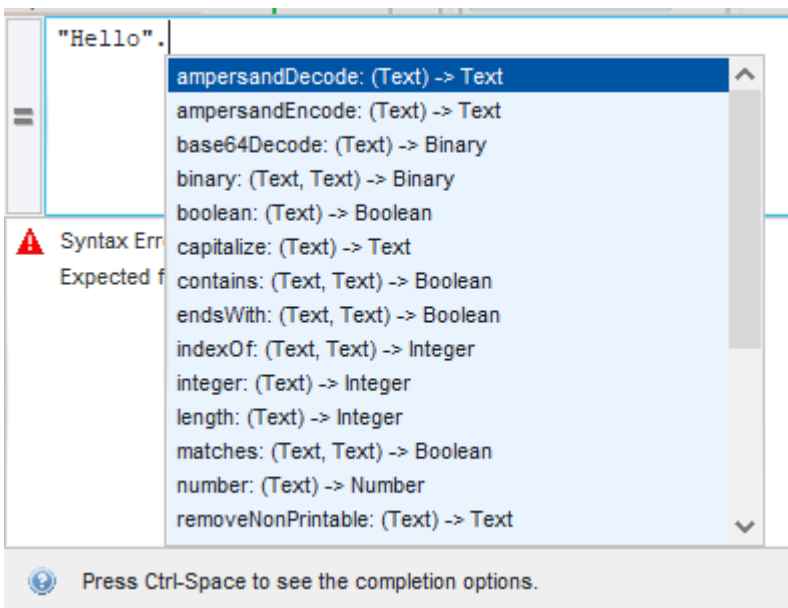 "Hello".
ampersandDecode: (Text) -> Text
ampersandEncode: (Text) -> Text
base64Decode: (Text) -> Binary
binary: (Text, Text) -> Binary
boolean: (Text) -> Boolean
capitalize: (Text) -> Text
contains: (Text, Text) -> Boolean
endsWith: (Text, Text) -> Boolean
indexOf: (Text, Text) -> Integer
integer: (Text) -> Integer
length: (Text) -> Integer
matches: (Text, Text) -> Boolean
number: (Text) -> Number
removeNonPrintable: (Text) -> Text
=
Syntax Err
Expected f
Press Ctrl-Space to see the completion options.